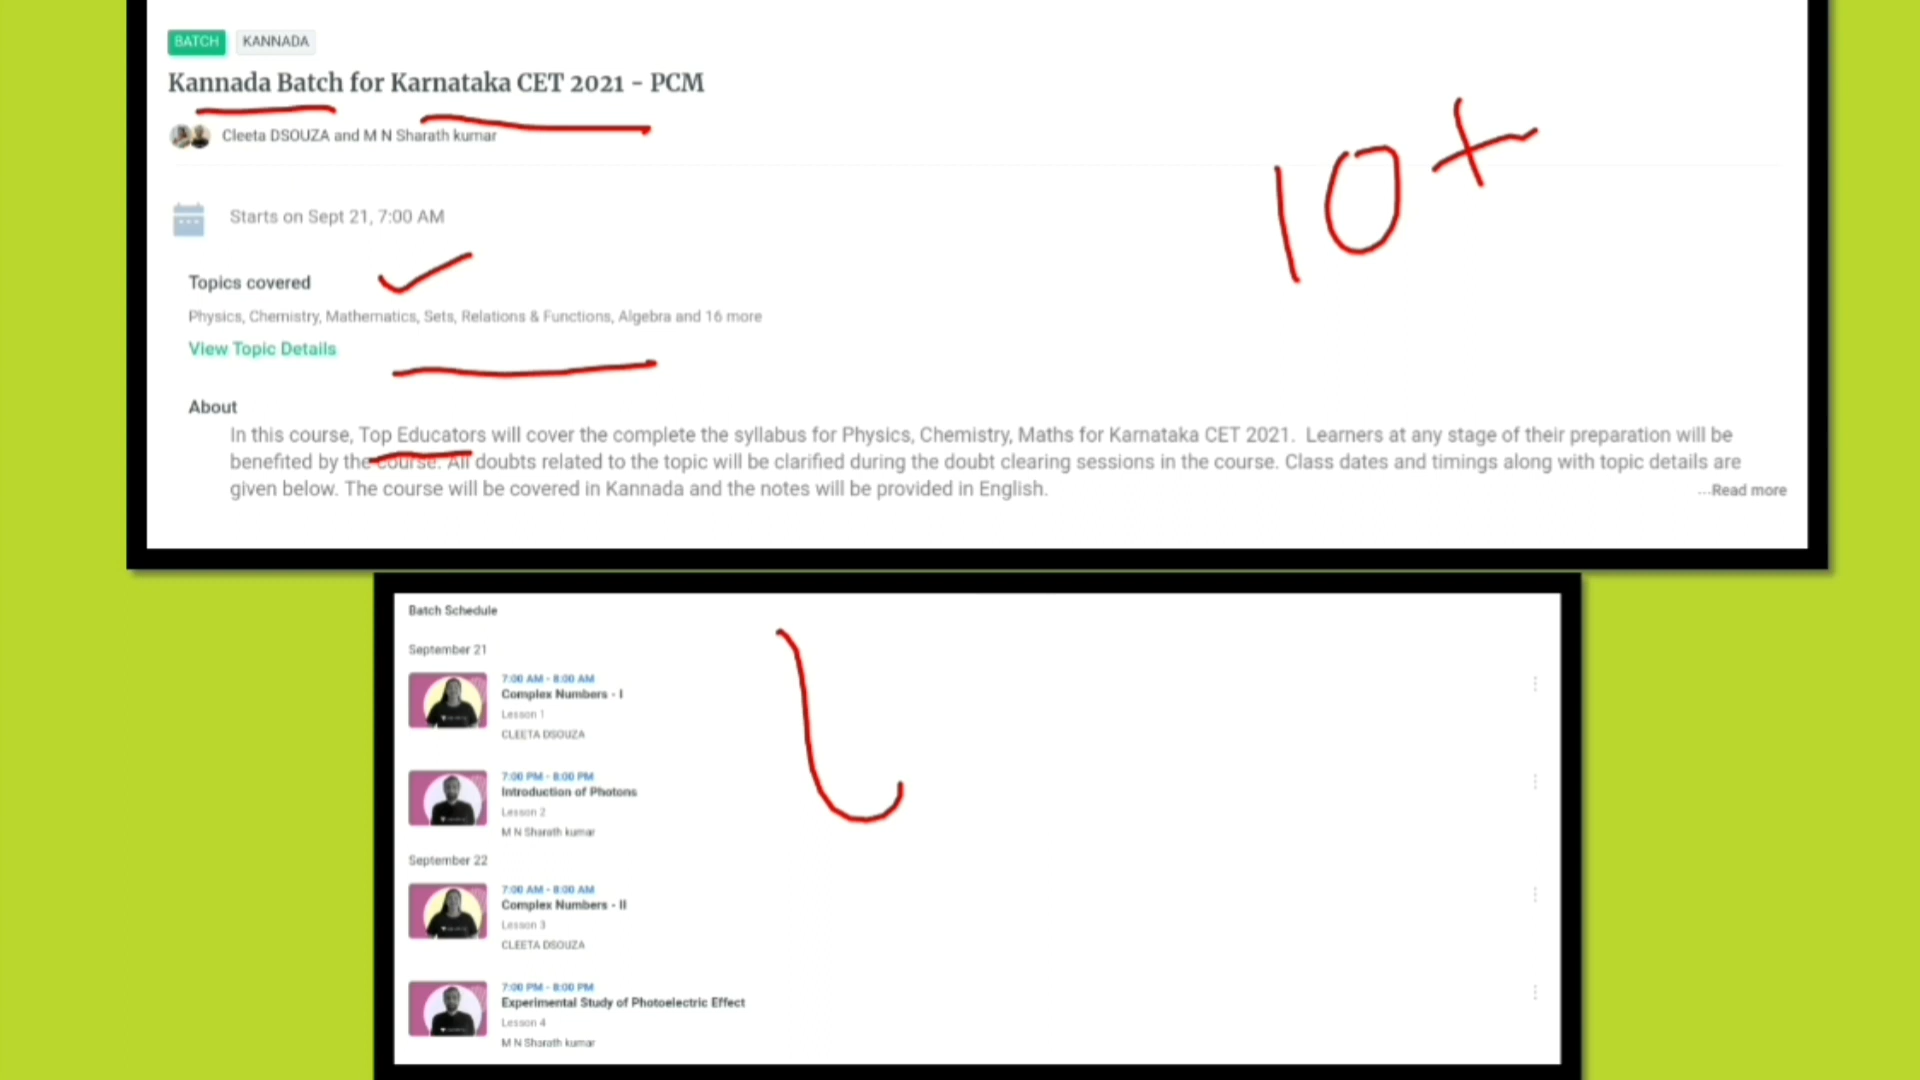 BATCH KANNADA
Kannada Batch for Karnataka CET 2021 - PCM
Cleeta DSOUZA and M N Sharath kumar
10+
Starts on Sept 21, 7:00 AM
Topics covered
Physics, Chemistry, Mathematics, Sets, Relations & Functions, Algebra and 16 more
View Topic Details
About
In this course, Top Educators will cover the complete the syllabus for Physics, Chemistry, Maths for Karnataka CET 2021. Learners at any stage of their preparation will be
benefited by the course. All doubts related to the topic will be clarified during the doubt clearing sessions in the course. Class dates and timings along with topic details are
given below. The course will be covered in Kannada and the notes will be provided in English.
...Read more
Batch Schedule
September 21
7:00 AM - 8:00 AM
Complex Numbers - I
Lesson 1
CLEETA DSOUZA
7:00 PM - 8:00 PM
Introduction of Photons
Lesson 2
M N Sharath kumar
September 22
7:00 AM - 8:00 AM
Complex Numbers - II
Lesson 3
CLEETA DSOUZA
7:00 PM - 8:00 PM
Experimental Study of Photoelectric Effect
Lesson 4
M N Sharath kumar